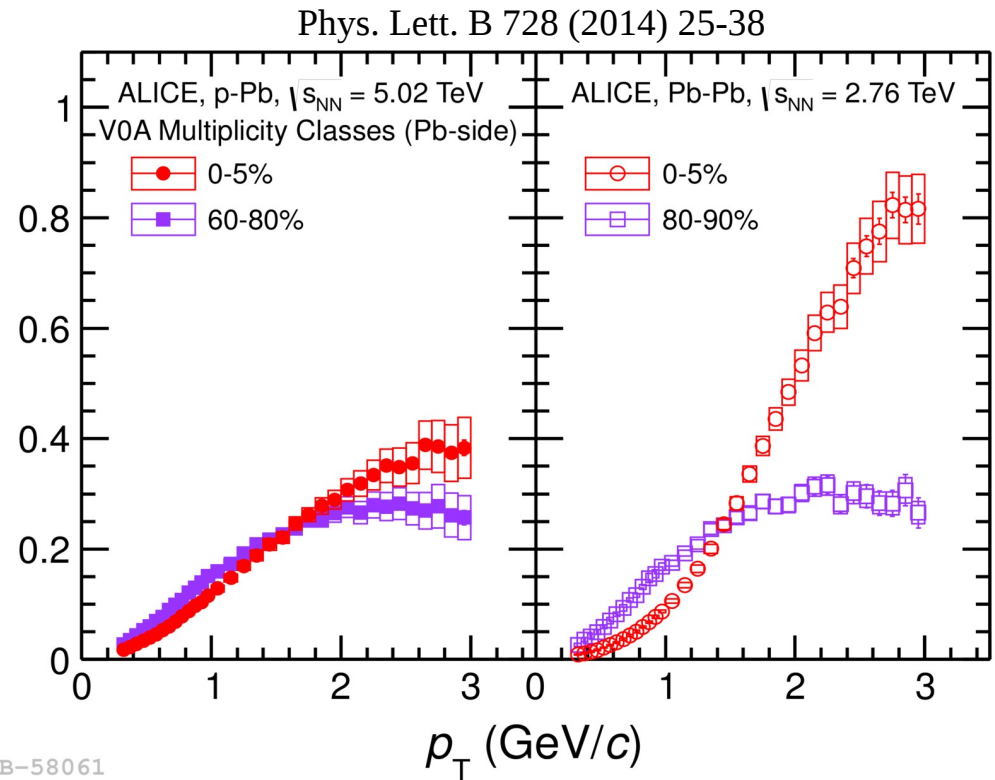 Phys. Lett. B 728 (2014) 25-38
ALICE, p-Pb, √sNN = 5.02 TeV
V0A Multiplicity Classes (Pb-side)
0-5%
60-80%
ALICE, Pb-Pb, √sNN = 2.76 TeV
0-5%
80-90%
1
0.8
0.6
0.4
0.2
0
0 1 2 3 0 1 2 3
pT (GeV/c)
B-58061